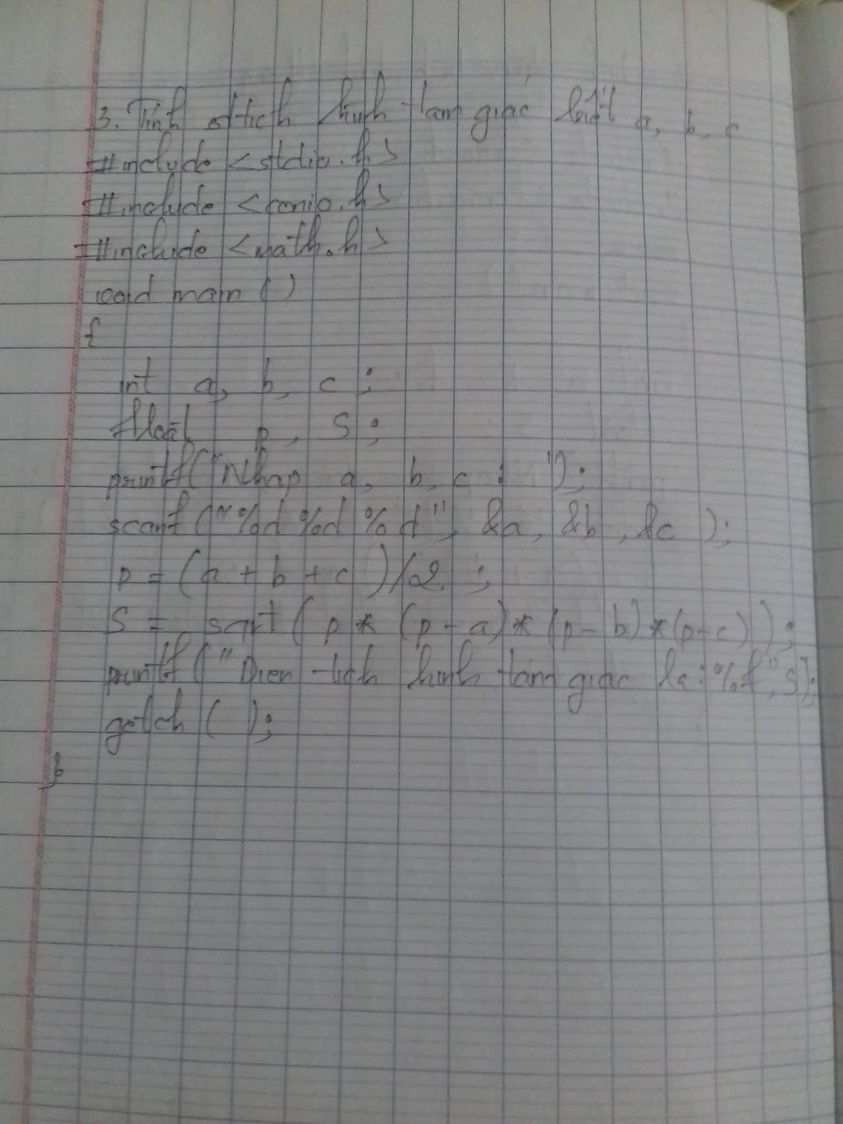 3. Tính dtích hình tam giác biết a, b, c
#include <stdio.h>
#include <conio.h>
#include <math.h>
void main ( )
{
int a, b, c ;
float p, S ;
printf("Nhap a, b, c : ");
scanf ("%d %d %d", &a, &b, &c );
p = (a + b + c )/2 ;
S = sqrt ( p * (p - a) * (p - b) * (p - c) ) ;
printf ("Dien tich hinh tam giac la : %f", S);
getch ( );
}